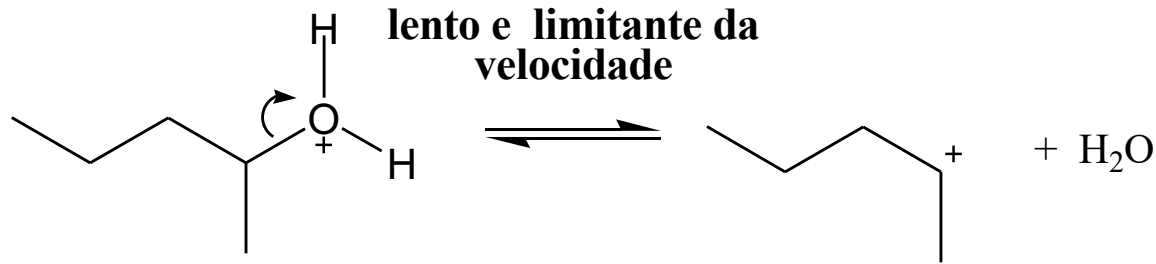 H
lento e limitante da
velocidade
O
+
H
+
+ H₂O